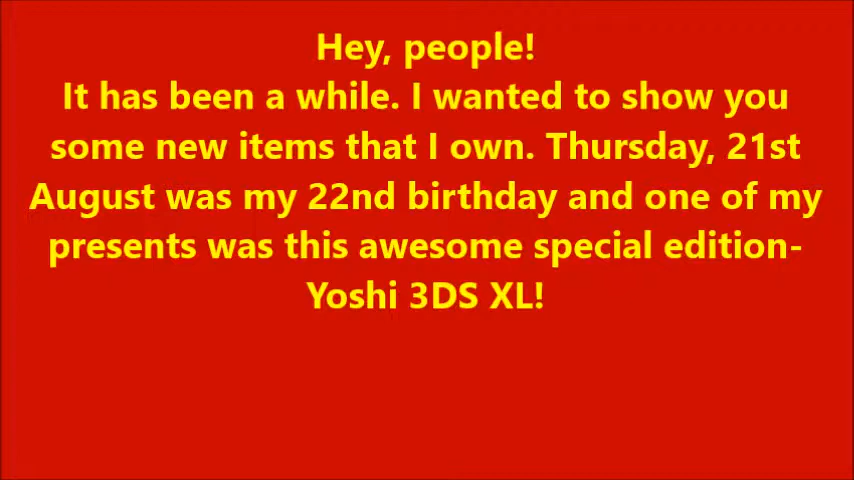 Hey, people!
It has been a while. I wanted to show you
some new items that I own. Thursday, 21st
August was my 22nd birthday and one of my
presents was this awesome special edition-
Yoshi 3DS XL!